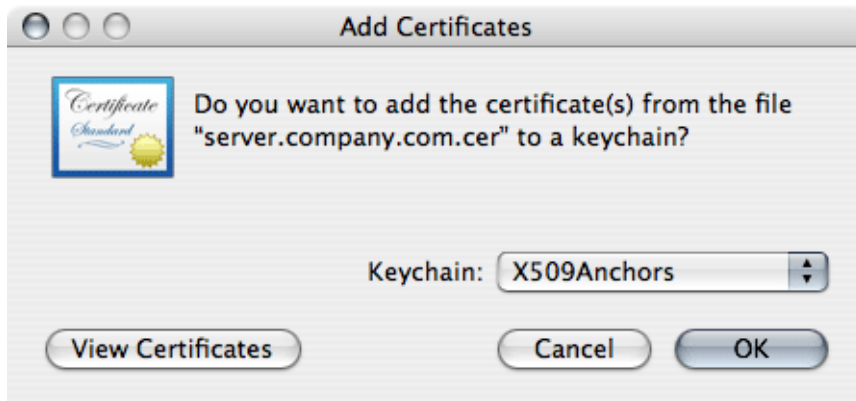 Add Certificates
Certificate
Standard
Do you want to add the certificate(s) from the file
"server.company.com.cer" to a keychain?
Keychain: X509Anchors
View Certificates Cancel OK